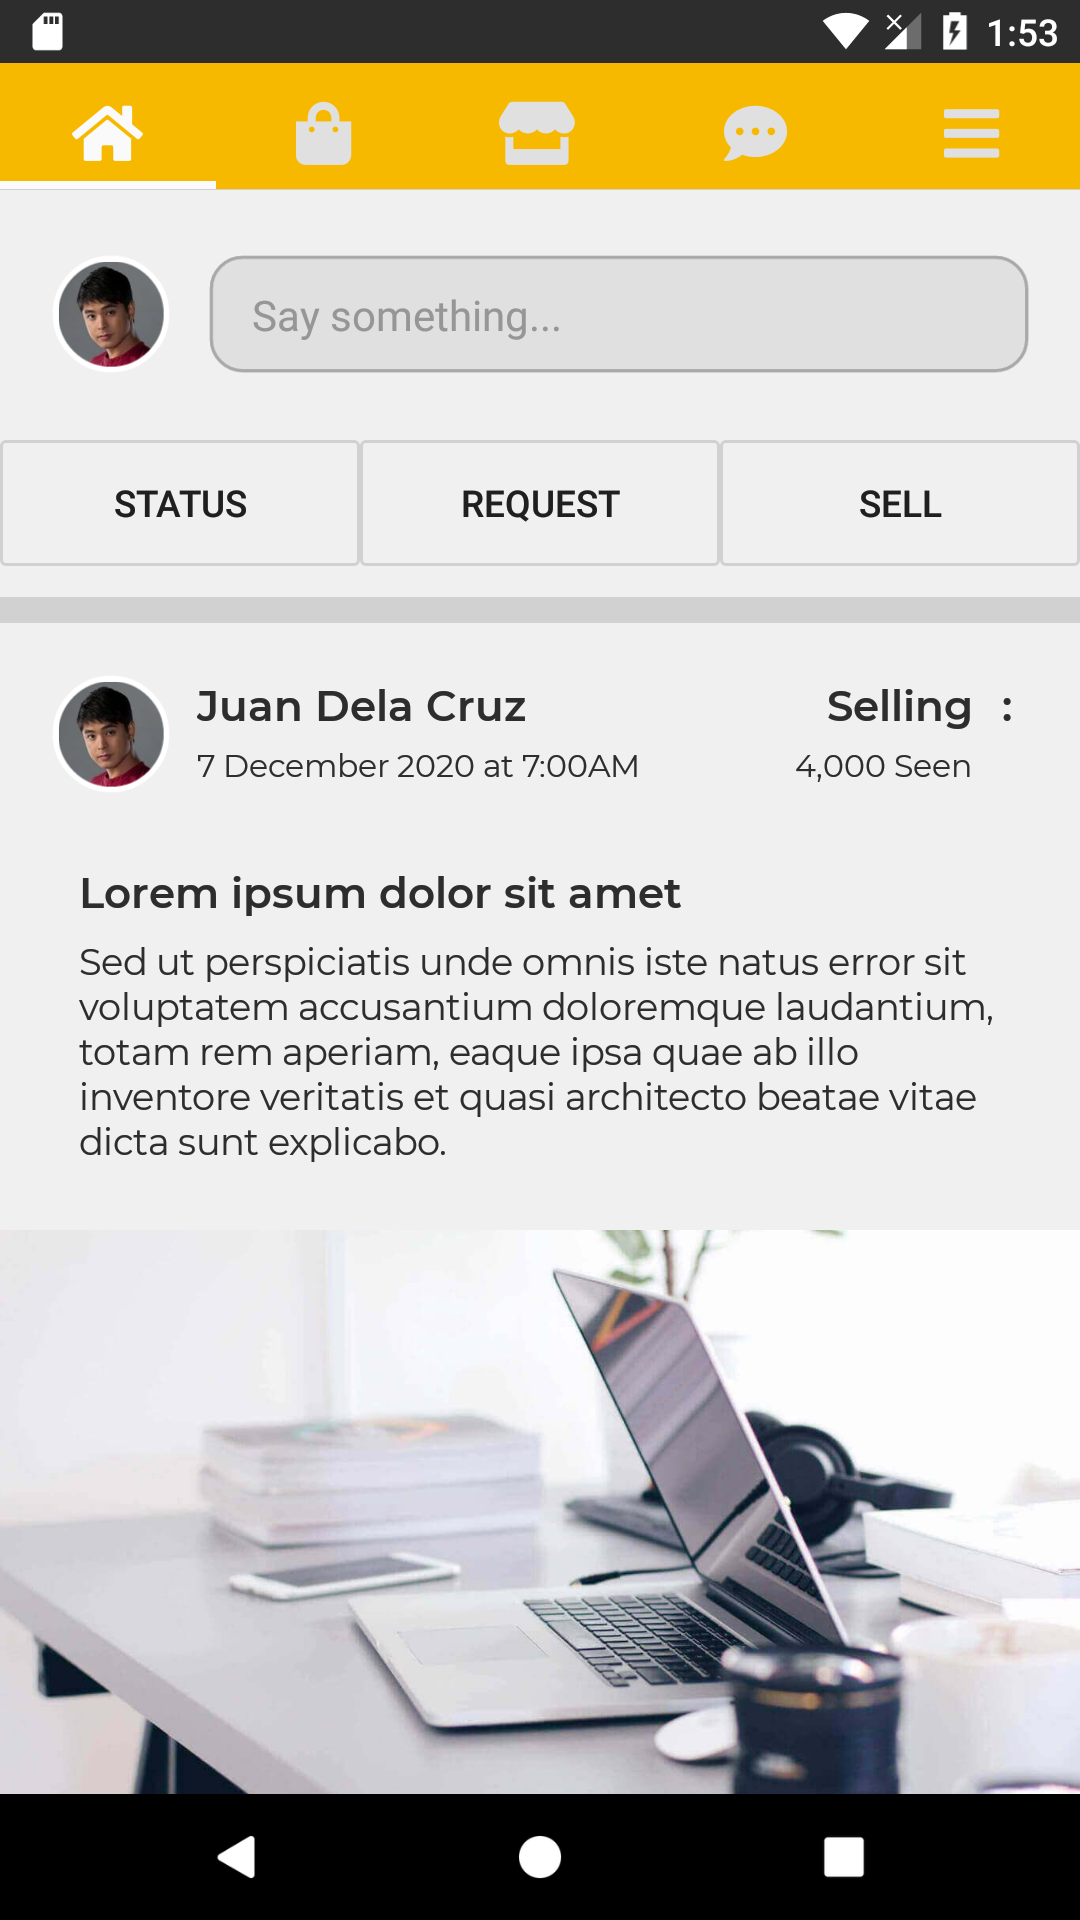 1:53
Say something...
STATUS REQUEST SELL
Juan Dela Cruz Selling :
7 December 2020 at 7:00AM 4,000 Seen
Lorem ipsum dolor sit amet
Sed ut perspiciatis unde omnis iste natus error sit
voluptatem accusantium doloremque laudantium,
totam rem aperiam, eaque ipsa quae ab illo
inventore veritatis et quasi architecto beatae vitae
dicta sunt explicabo.